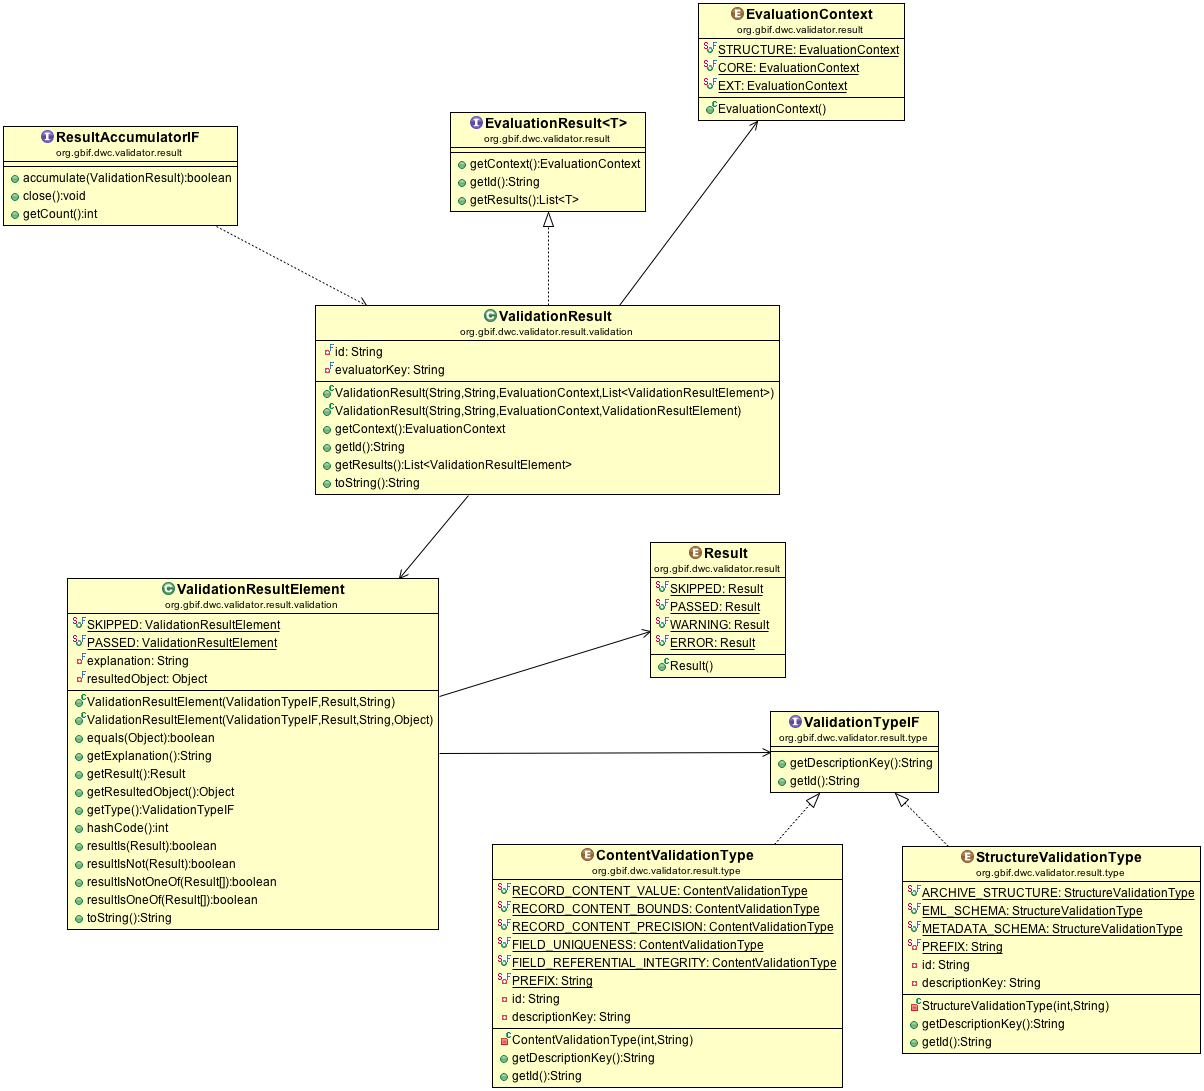 EvaluationContext
org.gbif.dwc.validator.result
STRUCTURE: EvaluationContext
CORE: EvaluationContext
EXT: EvaluationContext
EvaluationContext()
EvaluationResult<T>
org.gbif.dwc.validator.result
getContext():EvaluationContext
getId():String
getResults():List<T>
ResultAccumulatorIF
org.gbif.dwc.validator.result
accumulate(ValidationResult):boolean
close():void
getCount():int
ValidationResult
org.gbif.dwc.validator.result.validation
id: String
evaluatorKey: String
ValidationResult(String,String,EvaluationContext,List<ValidationResultElement>)
ValidationResult(String,String,EvaluationContext,ValidationResultElement)
getContext():EvaluationContext
getId():String
getResults():List<ValidationResultElement>
toString():String
Result
org.gbif.dwc.validator.result
SKIPPED: Result
PASSED: Result
WARNING: Result
ERROR: Result
Result()
ValidationResultElement
org.gbif.dwc.validator.result.validation
SKIPPED: ValidationResultElement
PASSED: ValidationResultElement
explanation: String
resultedObject: Object
ValidationResultElement(ValidationTypeIF,Result,String)
ValidationResultElement(ValidationTypeIF,Result,String,Object)
equals(Object):boolean
getExplanation():String
getResult():Result
getResultedObject():Object
getType():ValidationTypeIF
hashCode():int
resultIs(Result):boolean
resultIsNot(Result):boolean
resultIsNotOneOf(Result[]):boolean
resultIsOneOf(Result[]):boolean
toString():String
ValidationTypeIF
org.gbif.dwc.validator.result.type
getDescriptionKey():String
getId():String
ContentValidationType
org.gbif.dwc.validator.result.type
RECORD_CONTENT_VALUE: ContentValidationType
RECORD_CONTENT_BOUNDS: ContentValidationType
RECORD_CONTENT_PRECISION: ContentValidationType
FIELD_UNIQUENESS: ContentValidationType
FIELD_REFERENTIAL_INTEGRITY: ContentValidationType
PREFIX: String
id: String
descriptionKey: String
ContentValidationType(int,String)
getDescriptionKey():String
getId():String
StructureValidationType
org.gbif.dwc.validator.result.type
ARCHIVE_STRUCTURE: StructureValidationType
EML_SCHEMA: StructureValidationType
METADATA_SCHEMA: StructureValidationType
PREFIX: String
id: String
descriptionKey: String
StructureValidationType(int,String)
getDescriptionKey():String
getId():String